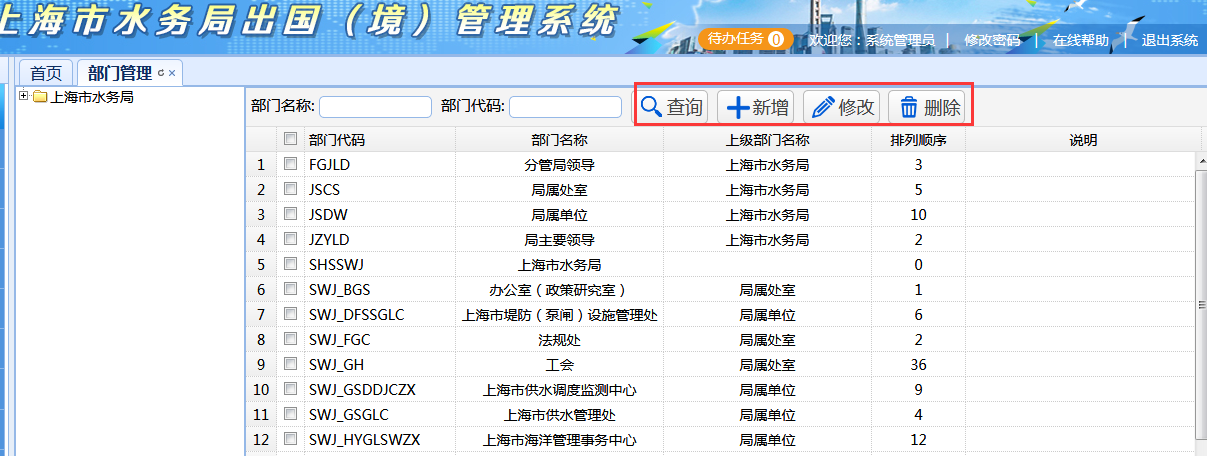 上海市水务局出国（境）管理系统
待办任务 0 欢迎您：系统管理员 | 修改密码 | 在线帮助 | 退出系统
首页 部门管理
上海市水务局
部门名称: 部门代码: 查询 新增 修改 删除
部门代码 部门名称 上级部门名称 排列顺序 说明
1 FGJLD 分管局领导 上海市水务局 3
2 JSCS 局属处室 上海市水务局 5
3 JSDW 局属单位 上海市水务局 10
4 JZYLD 局主要领导 上海市水务局 2
5 SHSSWJ 上海市水务局 0
6 SWJ_BGS 办公室（政策研究室） 局属处室 1
7 SWJ_DFSSGLC 上海市堤防（泵闸）设施管理处 局属单位 6
8 SWJ_FGC 法规处 局属处室 2
9 SWJ_GH 工会 局属处室 36
10 SWJ_GSDDJCZX 上海市供水调度监测中心 局属单位 9
11 SWJ_GSGLC 上海市供水管理处 局属单位 4
12 SWJ_HYGLSWZX 上海市海洋管理事务中心 局属单位 12